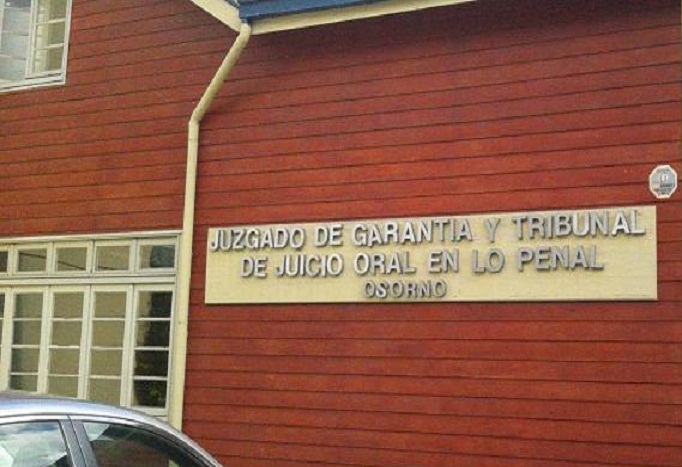 JUZGADO DE GARANTIA Y TRIBUNAL
DE JUICIO ORAL EN LO PENAL
OSORNO